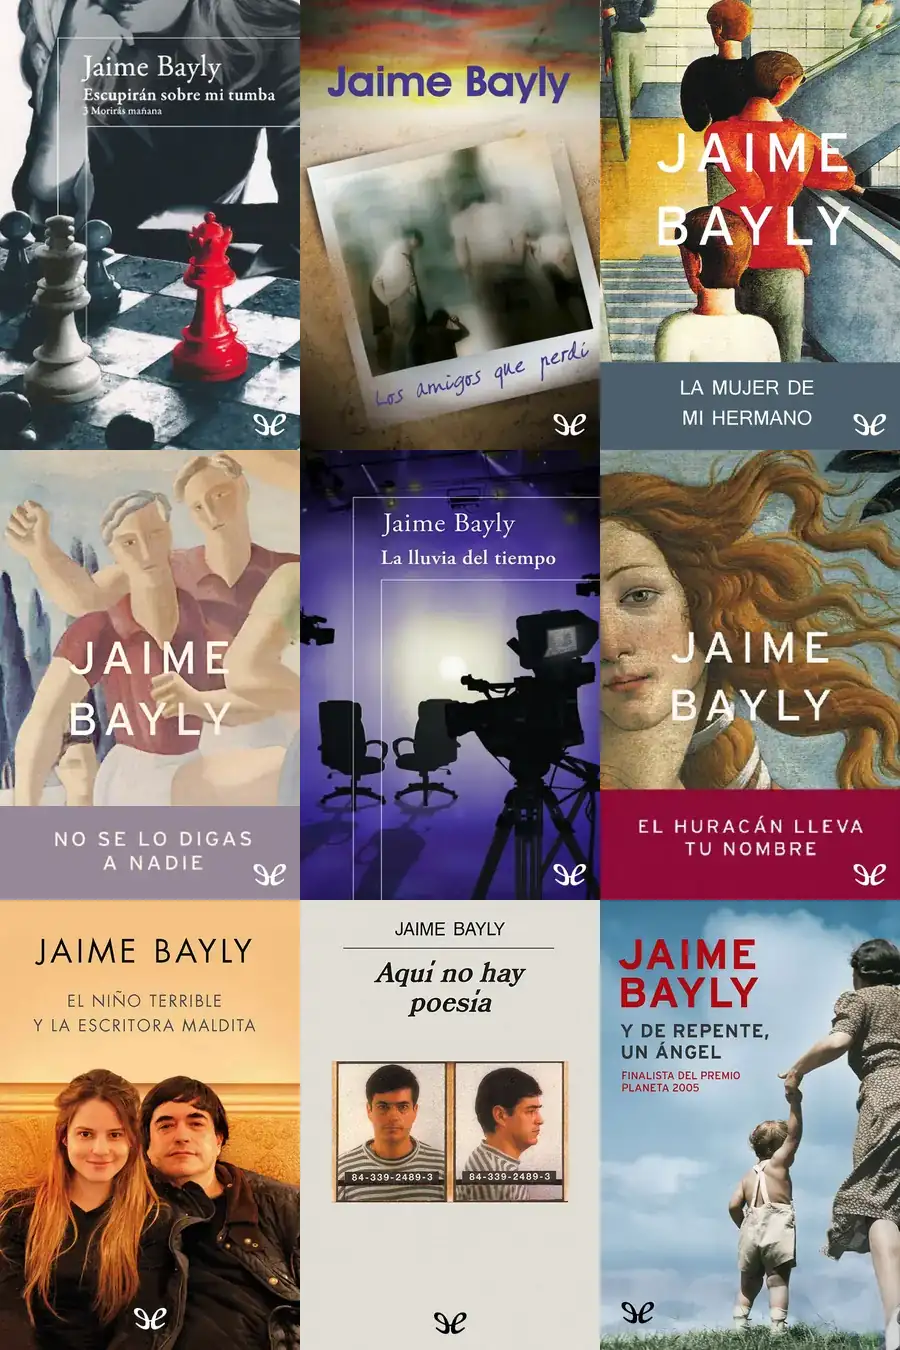 Jaime Bayly
Escupirán sobre mi tumba
3 Morirás mañana
Jaime Bayly
Los amigos que perdí
JAIME
BAYLY
LA MUJER DE
MI HERMANO
JAIME
BAYLY
NO SE LO DIGAS
A NADIE
Jaime Bayly
La lluvia del tiempo
JAIME
BAYLY
EL HURACÁN LLEVA
TU NOMBRE
JAIME BAYLY
EL NIÑO TERRIBLE
Y LA ESCRITORA MALDITA
JAIME BAYLY
Aquí no hay
poesía
84-339-2489-3
84-339-2489-3
JAIME
BAYLY
Y DE REPENTE,
UN ÁNGEL
FINALISTA DEL PREMIO
PLANETA 2005